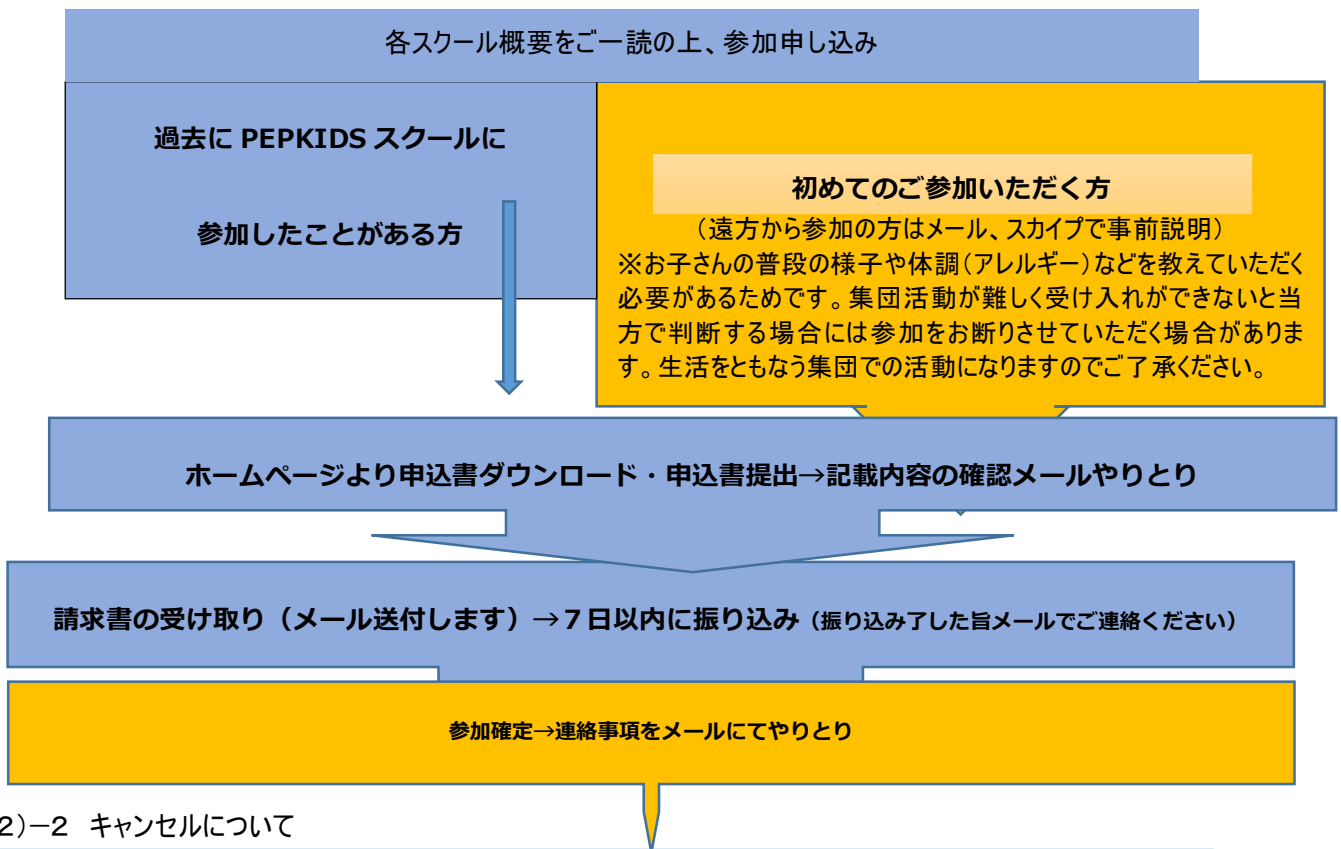 各スクール概要をご一読の上、参加申し込み
過去に PEPKIDS スクールに
参加したことがある方
初めてのご参加いただく方
（遠方から参加の方はメール、スカイプで事前説明）
※お子さんの普段の様子や体調（アレルギー）などを教えていただく
必要があるためです。集団活動が難しく受け入れができないと当
方で判断する場合には参加をお断りさせていただく場合がありま
す。生活をともなう集団での活動になりますのでご了承ください。
ホームページより申込書ダウンロード・申込書提出→記載内容の確認メールやりとり
請求書の受け取り（メール送付します）→７日以内に振り込み（振り込み了した旨メールでご連絡ください）
参加確定→連絡事項をメールにてやりとり
２）－２ キャンセルについて